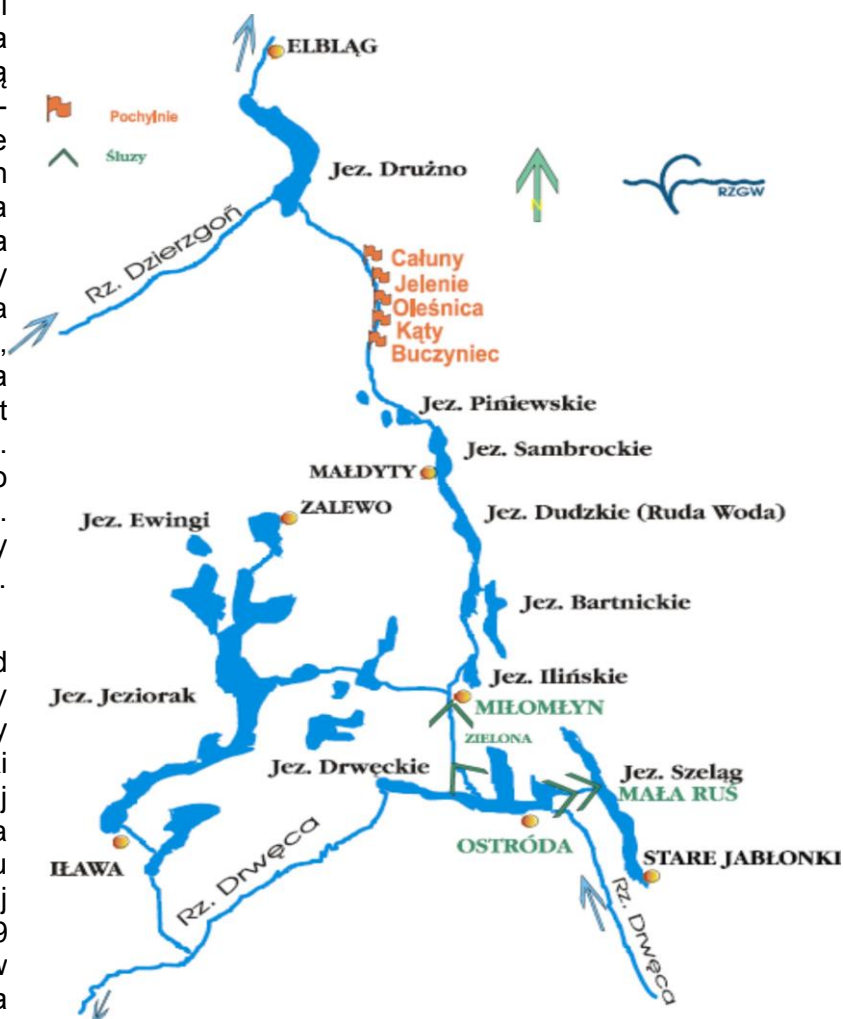 l
a
ą
-
e
h
a
a
y
a
,
a
t
.
o
.
y
.
d
y
y
ki
j
a
u
j
9
w
a
ELBLĄG
Pochylnie
Śluzy
Jez. Drużno
N
RZGW
Rz. Dzierzgoń
Całuny
Jelenie
Oleśnica
Kąty
Buczyniec
Jez. Piniewskie
Jez. Sambrockie
MAŁDYTY
ZALEWO
Jez. Ewingi
Jez. Dudzkie (Ruda Woda)
Jez. Bartnickie
Jez. Ilińskie
Jez. Jeziorak
MIŁOMŁYN
ZIELONA
Jez. Drwęckie
Jez. Szeląg
MAŁA RUŚ
OSTRÓDA
IŁAWA
STARE JABŁONKI
Rz. Drwęca
Rz. Drwęca